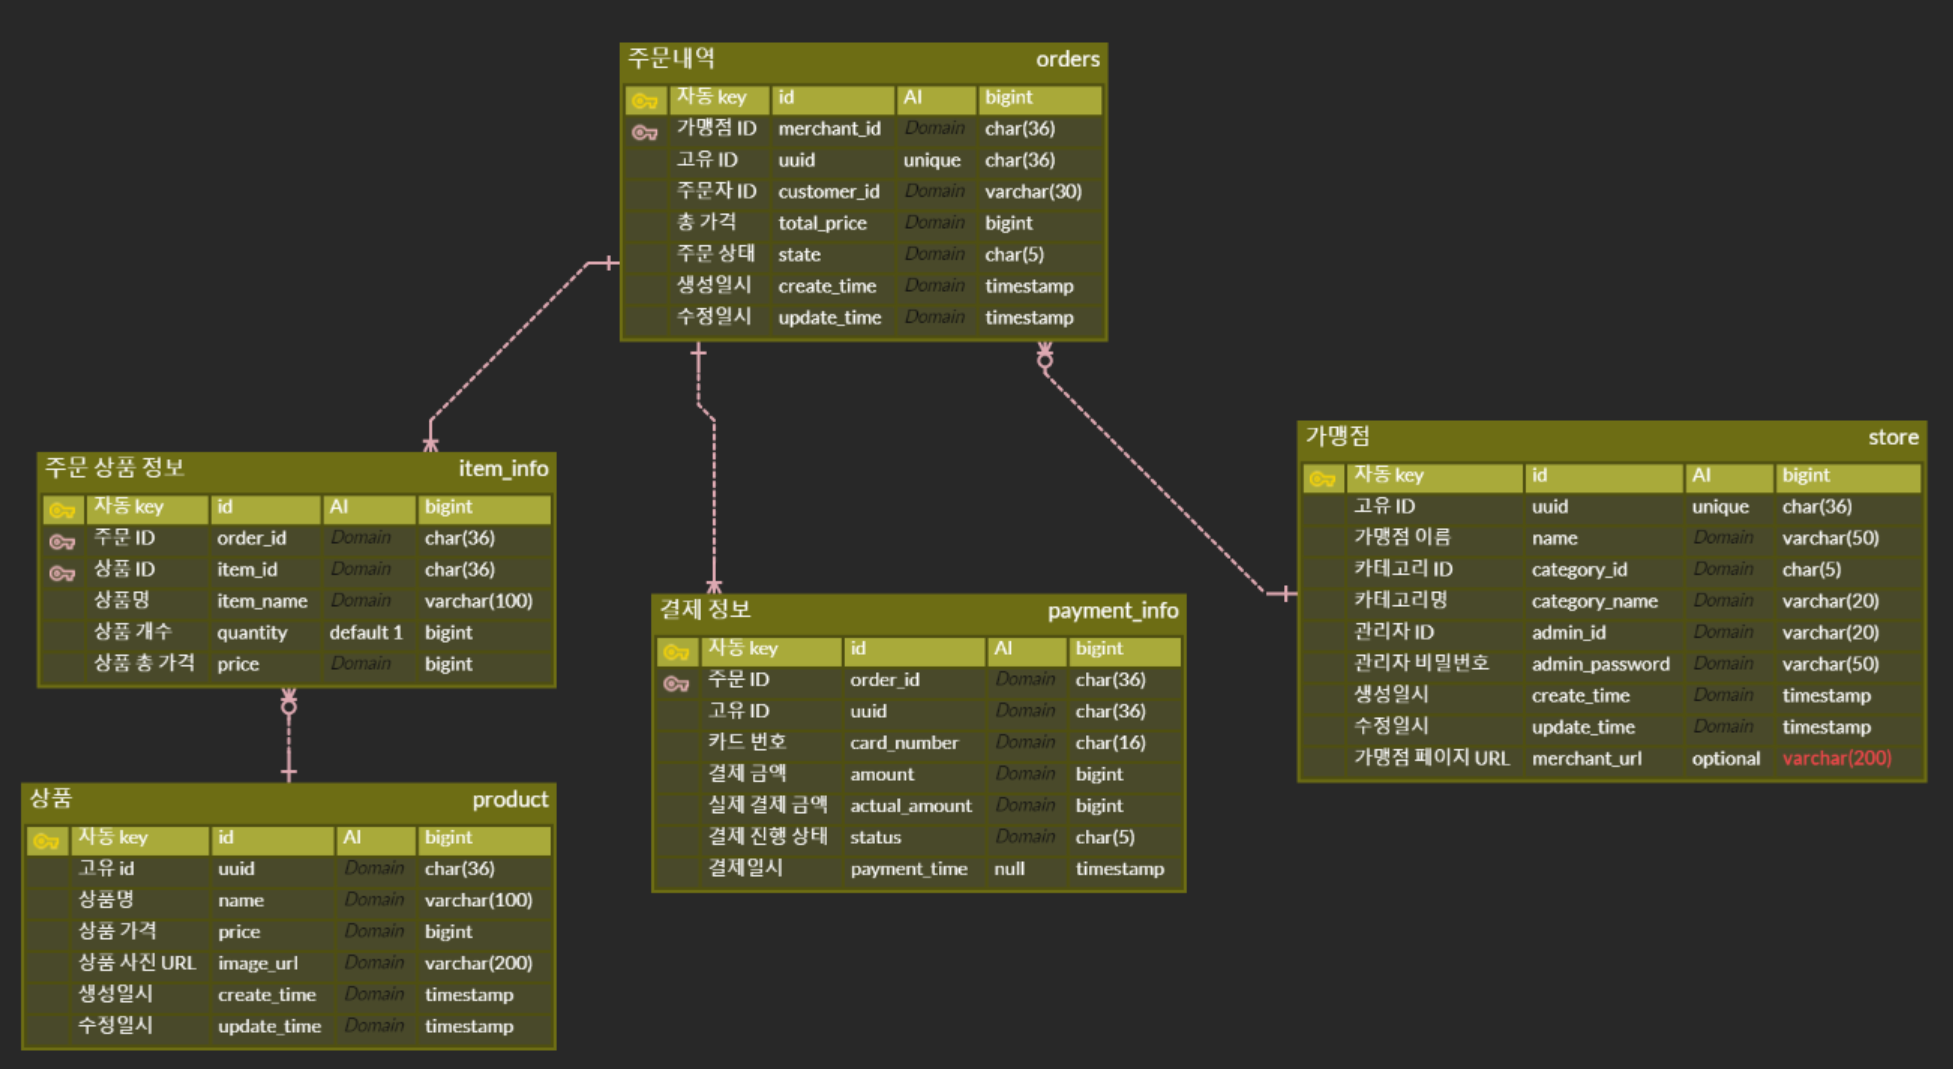 주문내역 orders
자동 key id AI bigint
가맹점 ID merchant_id Domain char(36)
고유 ID uuid unique char(36)
주문자 ID customer_id Domain varchar(30)
총 가격 total_price Domain bigint
주문 상태 state Domain char(5)
생성일시 create_time Domain timestamp
수정일시 update_time Domain timestamp
주문 상품 정보 item_info
자동 key id AI bigint
주문 ID order_id Domain char(36)
상품 ID item_id Domain char(36)
상품명 item_name Domain varchar(100)
상품 개수 quantity default 1 bigint
상품 총 가격 price Domain bigint
상품 product
자동 key id AI bigint
고유 id uuid Domain char(36)
상품명 name Domain varchar(100)
상품 가격 price Domain bigint
상품 사진 URL image_url Domain varchar(200)
생성일시 create_time Domain timestamp
수정일시 update_time Domain timestamp
결제 정보 payment_info
자동 key id AI bigint
주문 ID order_id Domain char(36)
고유 ID uuid Domain char(36)
카드 번호 card_number Domain char(16)
결제 금액 amount Domain bigint
실제 결제 금액 actual_amount Domain bigint
결제 진행 상태 status Domain char(5)
결제일시 payment_time null timestamp
가맹점 store
자동 key id AI bigint
고유 ID uuid unique char(36)
가맹점 이름 name Domain varchar(50)
카테고리 ID category_id Domain char(5)
카테고리명 category_name Domain varchar(20)
관리자 ID admin_id Domain varchar(20)
관리자 비밀번호 admin_password Domain varchar(50)
생성일시 create_time Domain timestamp
수정일시 update_time Domain timestamp
가맹점 페이지 URL merchant_url optional varchar(200)